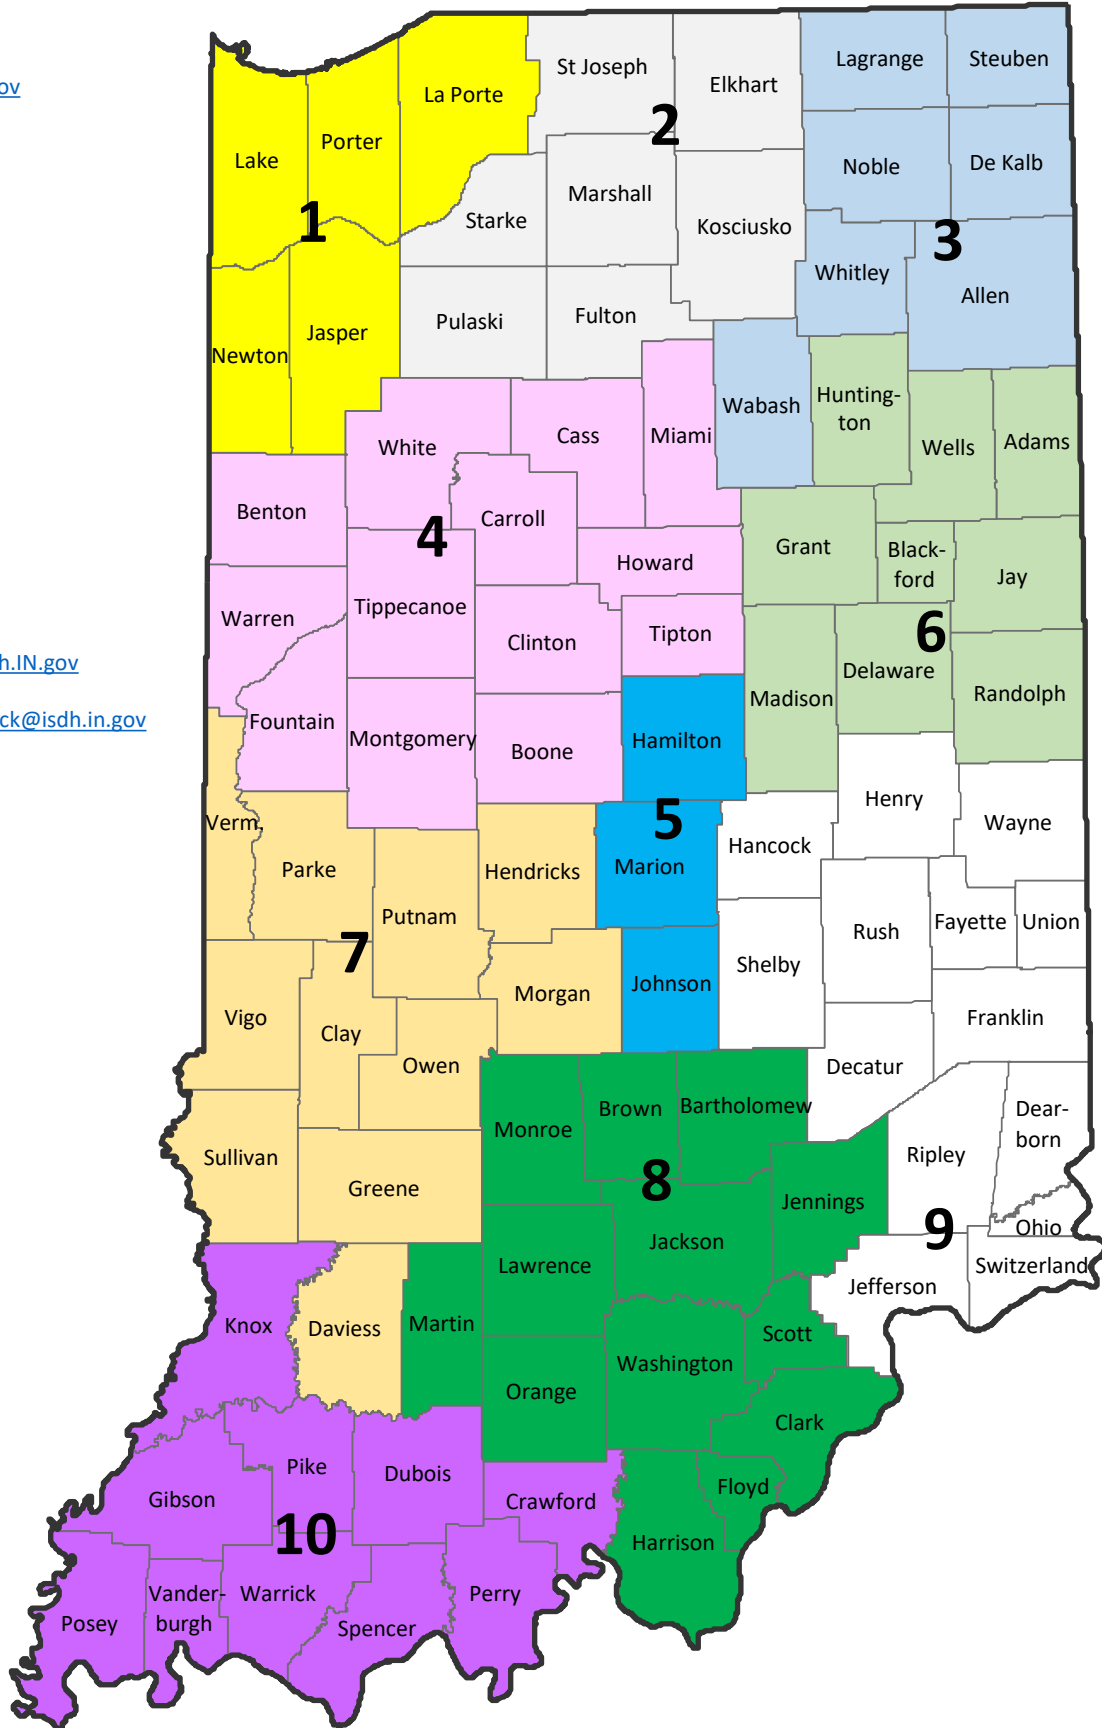 ov
h.IN.gov
ck@isdh.in.gov
Lagrange
Steuben
St Joseph
Elkhart
La Porte
2
Porter
Lake
Noble
De Kalb
Marshall
Starke
Kosciusko
1
3
Whitley
Allen
Pulaski
Fulton
Jasper
Newton
Wabash
Hunting-
ton
White
Cass
Miami
Wells
Adams
Benton
Carroll
4
Grant
Black-
ford
Jay
Howard
Warren
Tippecanoe
Clinton
Tipton
6
Delaware
Madison
Randolph
Fountain
Montgomery
Boone
Hamilton
Henry
Verm.
5
Wayne
Hancock
Parke
Hendricks
Marion
Putnam
Rush
Fayette
Union
7
Shelby
Morgan
Johnson
Vigo
Clay
Franklin
Owen
Decatur
Monroe
Brown
Bartholomew
Dear-
born
Sullivan
Ripley
Greene
8
Jennings
9
Ohio
Lawrence
Jackson
Switzerland
Jefferson
Knox
Daviess
Martin
Scott
Washington
Orange
Clark
Pike
Dubois
Gibson
Crawford
Floyd
10
Harrison
Posey
Vander-
burgh
Warrick
Perry
Spencer